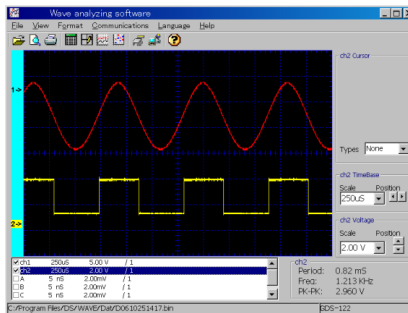 Wave analyzing software
File View Format Communications Language Help
ch2 Cursor
1→
Types None
ch2 TimeBase
Scale Position
250uS
ch2 Voltage
Scale Position
2.00 V
2→
ch1 250uS 5.00 V / 1
ch2 250uS 2.00 V / 1
A 5 nS 2.00mV / 1
B 5 nS 2.00mV / 1
C 5 nS 2.00mV / 1
ch2
Period: 0.82 mS
Freq: 1.213 KHz
PK-PK: 2.960 V
C:/Program Files/DS/WAVE/Dat/D0610251417.bin
GDS-122